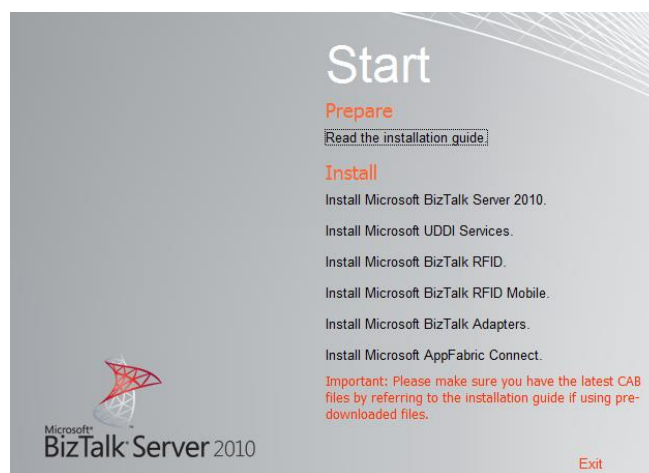 Start
Prepare
Read the installation guide.
Install
Install Microsoft BizTalk Server 2010.
Install Microsoft UDDI Services.
Install Microsoft BizTalk RFID.
Install Microsoft BizTalk RFID Mobile.
Install Microsoft BizTalk Adapters.
Install Microsoft AppFabric Connect.
Important: Please make sure you have the latest CAB
files by referring to the installation guide if using pre-
downloaded files.
Microsoft®
BizTalk® Server 2010
Exit